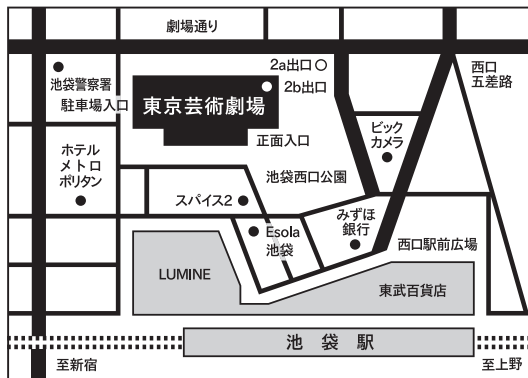 劇場通り
2a出口
2b出口
西口
五差路
池袋警察署
駐車場入口
東京芸術劇場
正面入口
ビック
カメラ
ホテル
メトロ
ポリタン
池袋西口公園
スパイス2
みずほ
銀行
Esola
池袋
西口駅前広場
LUMINE
東武百貨店
池袋駅
至新宿
至上野